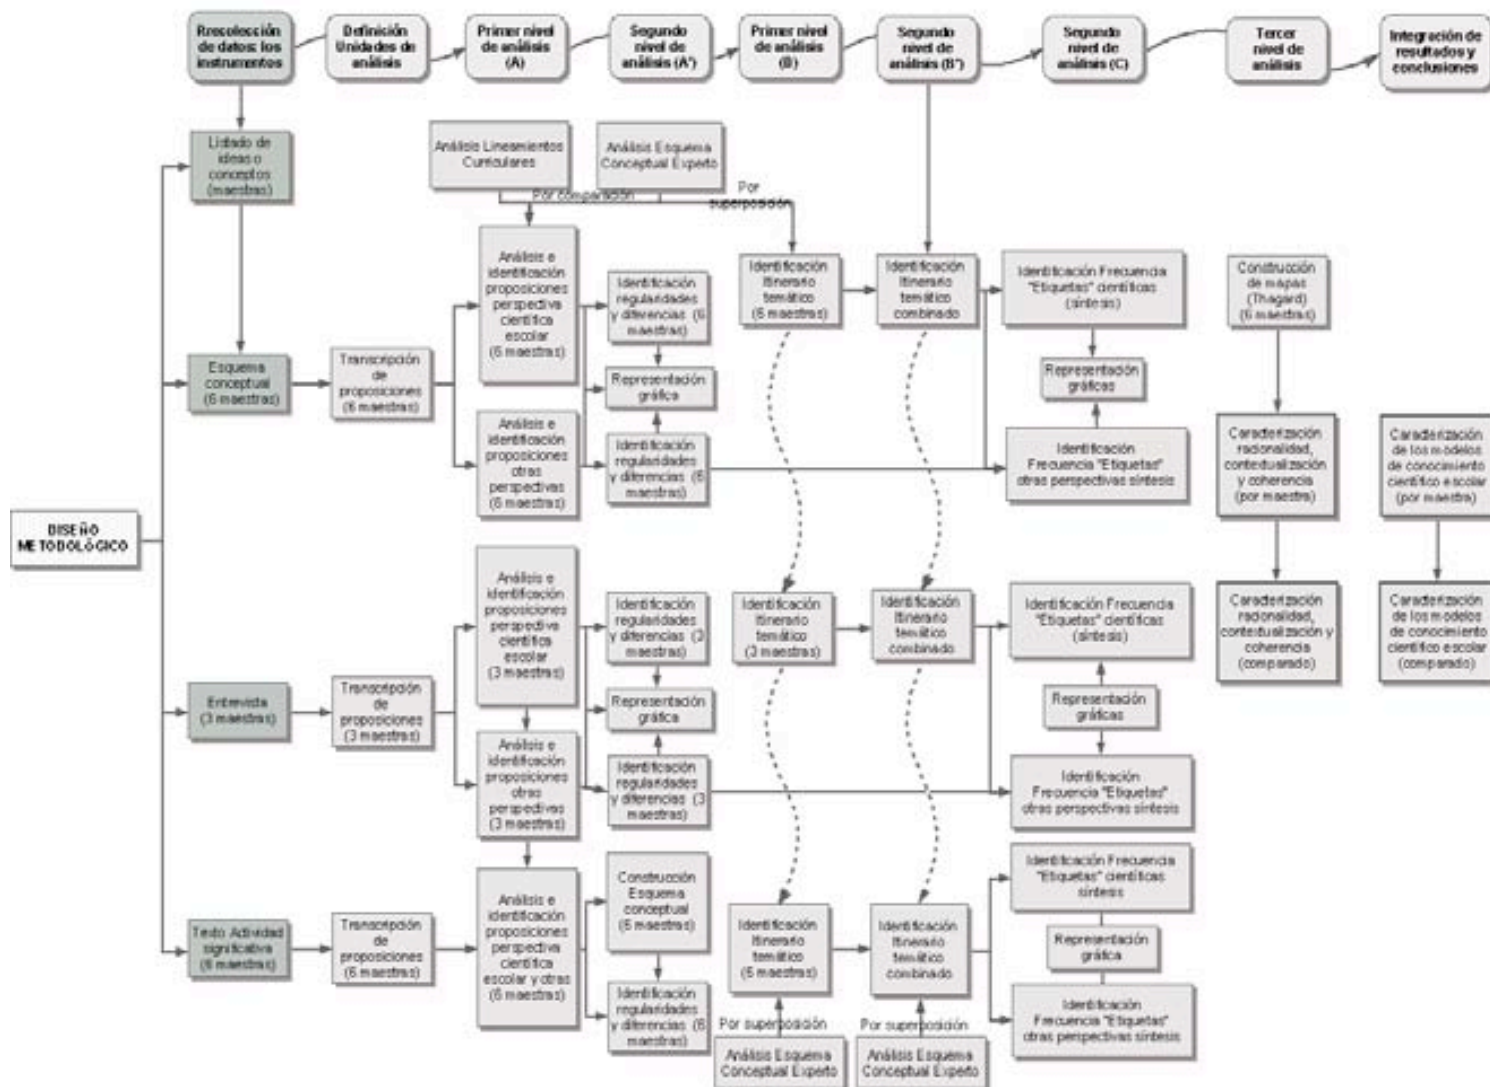 Rrecolección
de datos: los
instrumentos
Definición
Unidades de
análisis
Primer nivel
de análisis
(A)
Segundo
nivel de
análisis (A')
Primer nivel
de análisis
(B)
Segundo
nivel de
análisis (B')
Segundo
nivel de
análisis (C)
Tercer
nivel de
análisis
Integración de
resultados y
conclusiones
Listado de
ideas o
conceptos
(maestras)
Análisis Lineamientos
Curriculares
Análisis Esquema
Conceptual Experto
Por comparación
Por
superposición
Análisis e
identificación
proposiciones
perspectiva
científica
escolar
(6 maestras)
Identificación
regularidades
y diferencias (6
maestras)
Identificación
Itinerario
temático
(6 maestras)
Identificación
Itinerario
temático
combinado
Identificación Frecuencia
"Etiquetas" científicas
(síntesis)
Construcción
de mapas
(Thagard)
(6 maestras)
Esquema
conceptual
(6 maestras)
Transcripción
de
proposiciones
(6 maestras)
Representación
gráfica
Representación
gráficas
Análisis e
identificación
proposiciones
otras
perspectivas
(6 maestras)
Identificación
regularidades
y diferencias (6
maestras)
Identificación
Frecuencia "Etiquetas"
otras perspectivas síntesis
Caracterización
racionalidad,
contextualización
y coherencia
(por maestra)
Caracterización
de los modelos
de conocimiento
científico escolar
(por maestra)
DISEÑO
METODOLÓGICO
Análisis e
identificación
proposiciones
perspectiva
científica
escolar
(3 maestras)
Identificación
regularidades
y diferencias (3
maestras)
Identificación
Itinerario
temático
(3 maestras)
Identificación
Itinerario
temático
combinado
Identificación Frecuencia
"Etiquetas" científicas
(síntesis)
Caracterización
racionalidad,
contextualización y
coherencia
(comparado)
Caracterización
de los modelos
de conocimiento
científico escolar
(comparado)
Entrevista
(3 maestras)
Transcripción
de
proposiciones
(3 maestras)
Representación
gráfica
Representación
gráficas
Análisis e
identificación
proposiciones
otras
perspectivas
(3 maestras)
Identificación
regularidades
y diferencias (3
maestras)
Identificación
Frecuencia "Etiquetas"
otras perspectivas síntesis
Texto Actividad
significativa
(6 maestras)
Transcripción
de
proposiciones
(6 maestras)
Análisis e
identificación
proposiciones
perspectiva
científica
escolar y otras
(6 maestras)
Construcción
Esquema
conceptual
(6 maestras)
Identificación
Itinerario
temático
(6 maestras)
Identificación
Itinerario
temático
combinado
Identificación Frecuencia
"Etiquetas" científicas
síntesis
Representación
gráfica
Identificación
regularidades
y diferencias (6
maestras)
Identificación
Frecuencia "Etiquetas"
otras perspectivas síntesis
Por superposición
Por superposición
Análisis Esquema
Conceptual Experto
Análisis Esquema
Conceptual Experto